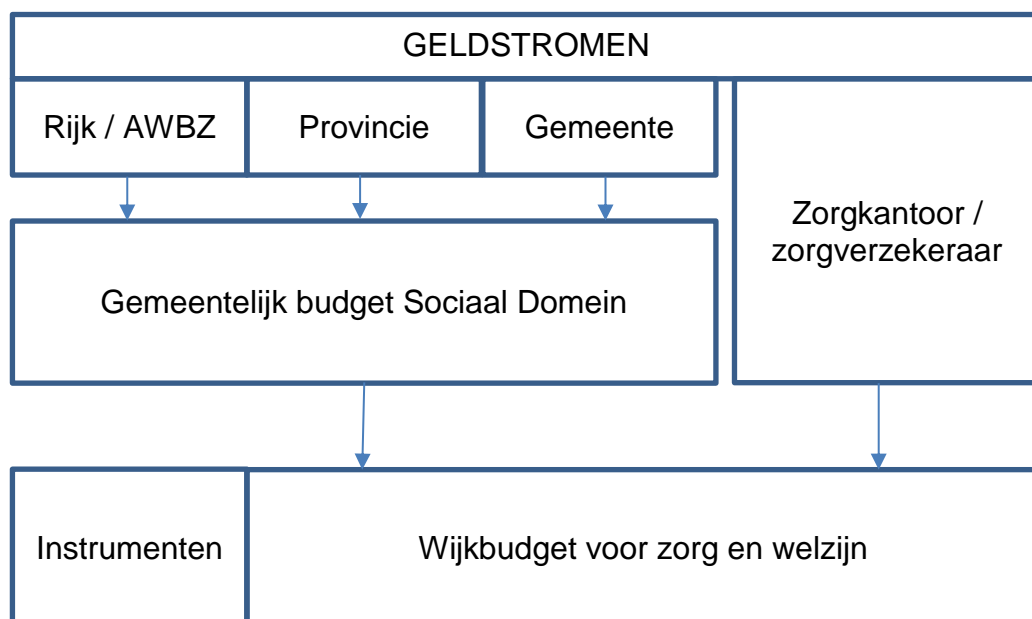 GELDSTROMEN
Rijk / AWBZ
Provincie
Gemeente
Zorgkantoor /
zorgverzekeraar
Gemeentelijk budget Sociaal Domein
Instrumenten
Wijkbudget voor zorg en welzijn